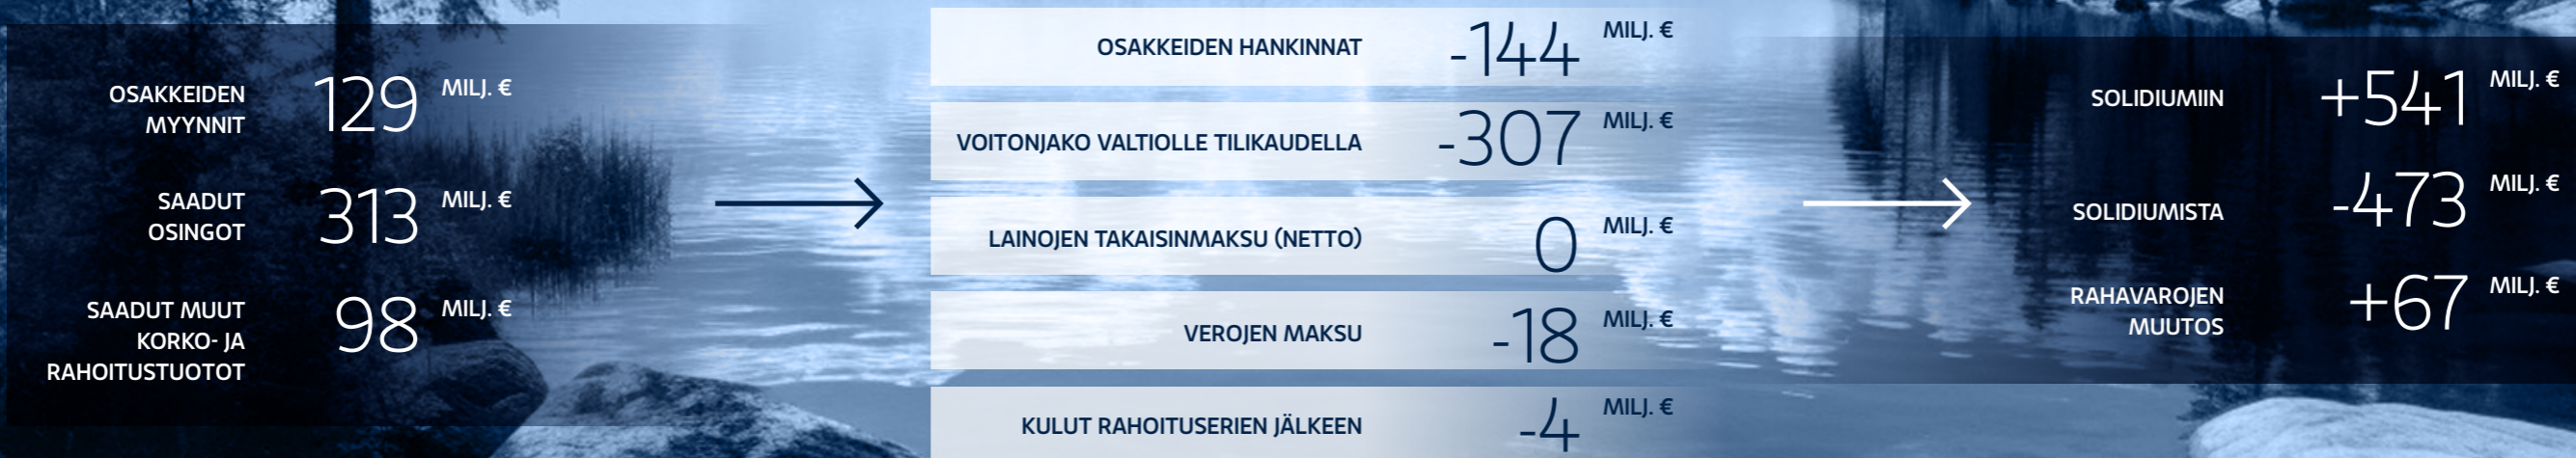 OSAKKEIDEN
MYYNNIT
129 MILJ. €
SAADUT
OSINGOT
313 MILJ. €
SAADUT MUUT
KORKO- JA
RAHOITUSTUOTOT
98 MILJ. €
OSAKKEIDEN HANKINNAT -144 MILJ. €
VOITONJAKO VALTIOLLE TILIKAUDELLA -307 MILJ. €
LAINOJEN TAKAISINMAKSU (NETTO) 0 MILJ. €
VEROJEN MAKSU -18 MILJ. €
KULUT RAHOITUSERIEN JÄLKEEN -4 MILJ. €
SOLIDIUMIIN +541 MILJ. €
SOLIDIUMISTA -473 MILJ. €
RAHAVAROJEN
MUUTOS
+67 MILJ. €